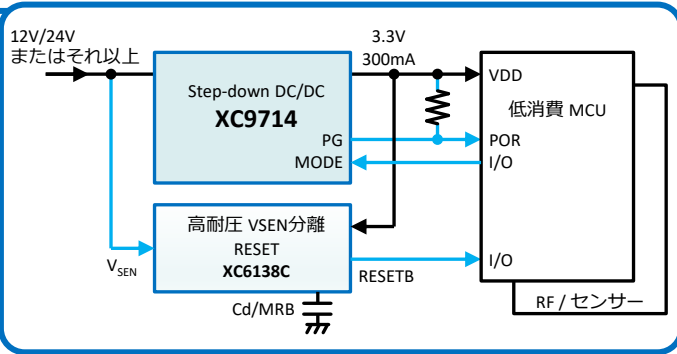 12V/24V
またはそれ以上
3.3V
300mA
Step-down DC/DC
XC9714
PG
MODE
VDD
低消費 MCU
POR
I/O
高耐圧 VSEN分離
RESET
XC6138C
VSEN
RESETB
I/O
Cd/MRB
RF / センサー